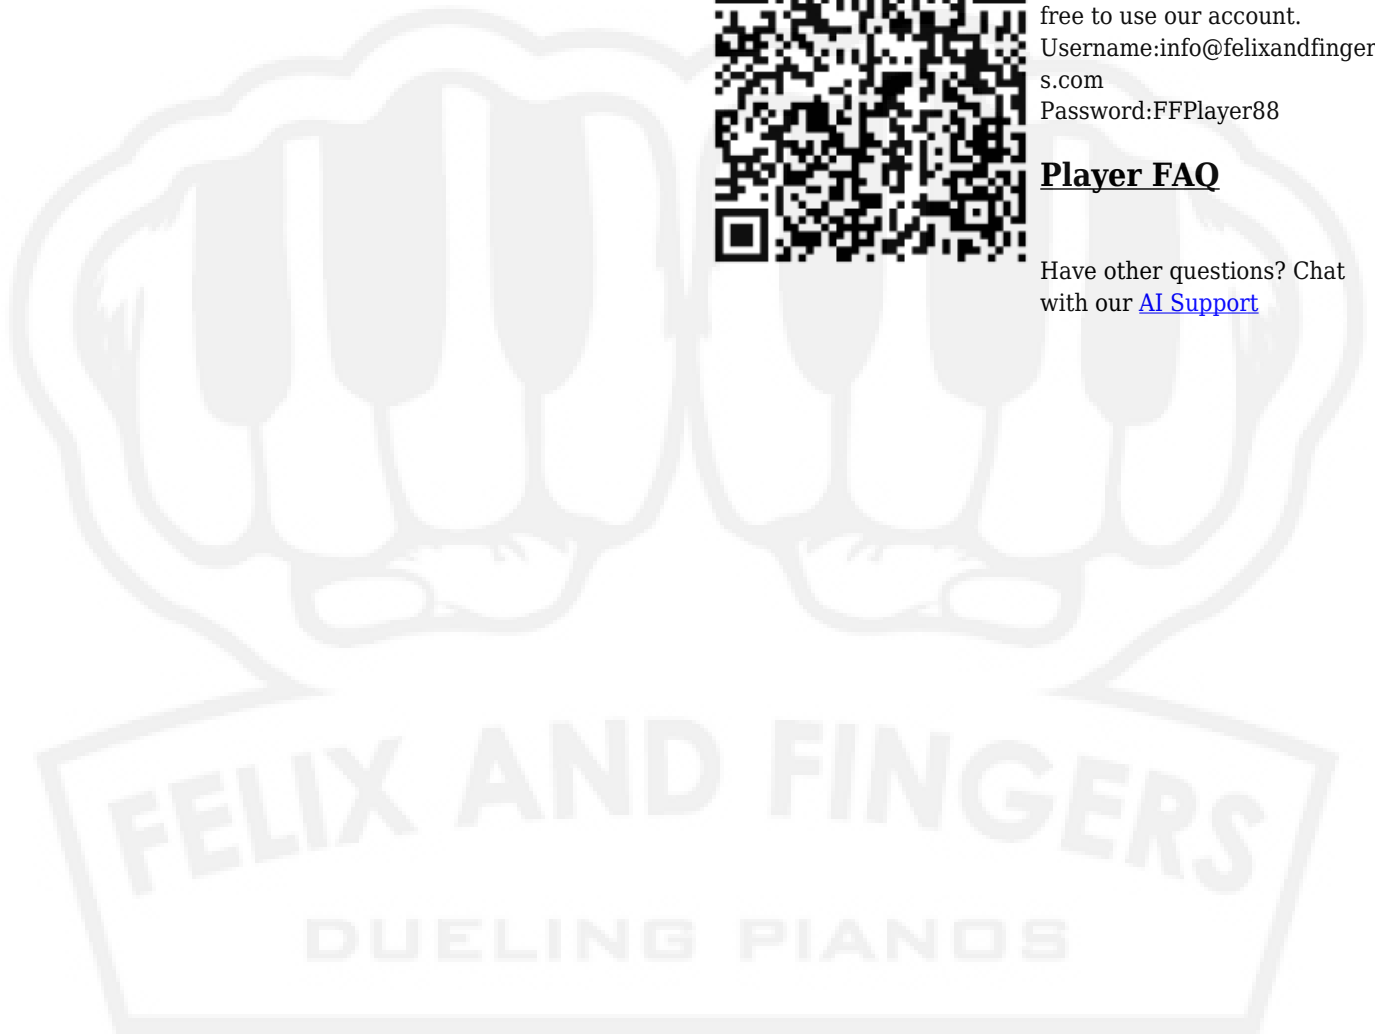 free to use our account.
Username:info@felixandfinger
s.com
Password:FFPlayer88
Player FAQ
Have other questions? Chat
with our AI Support
FELIX AND FINGERS
DUELING PIANOS